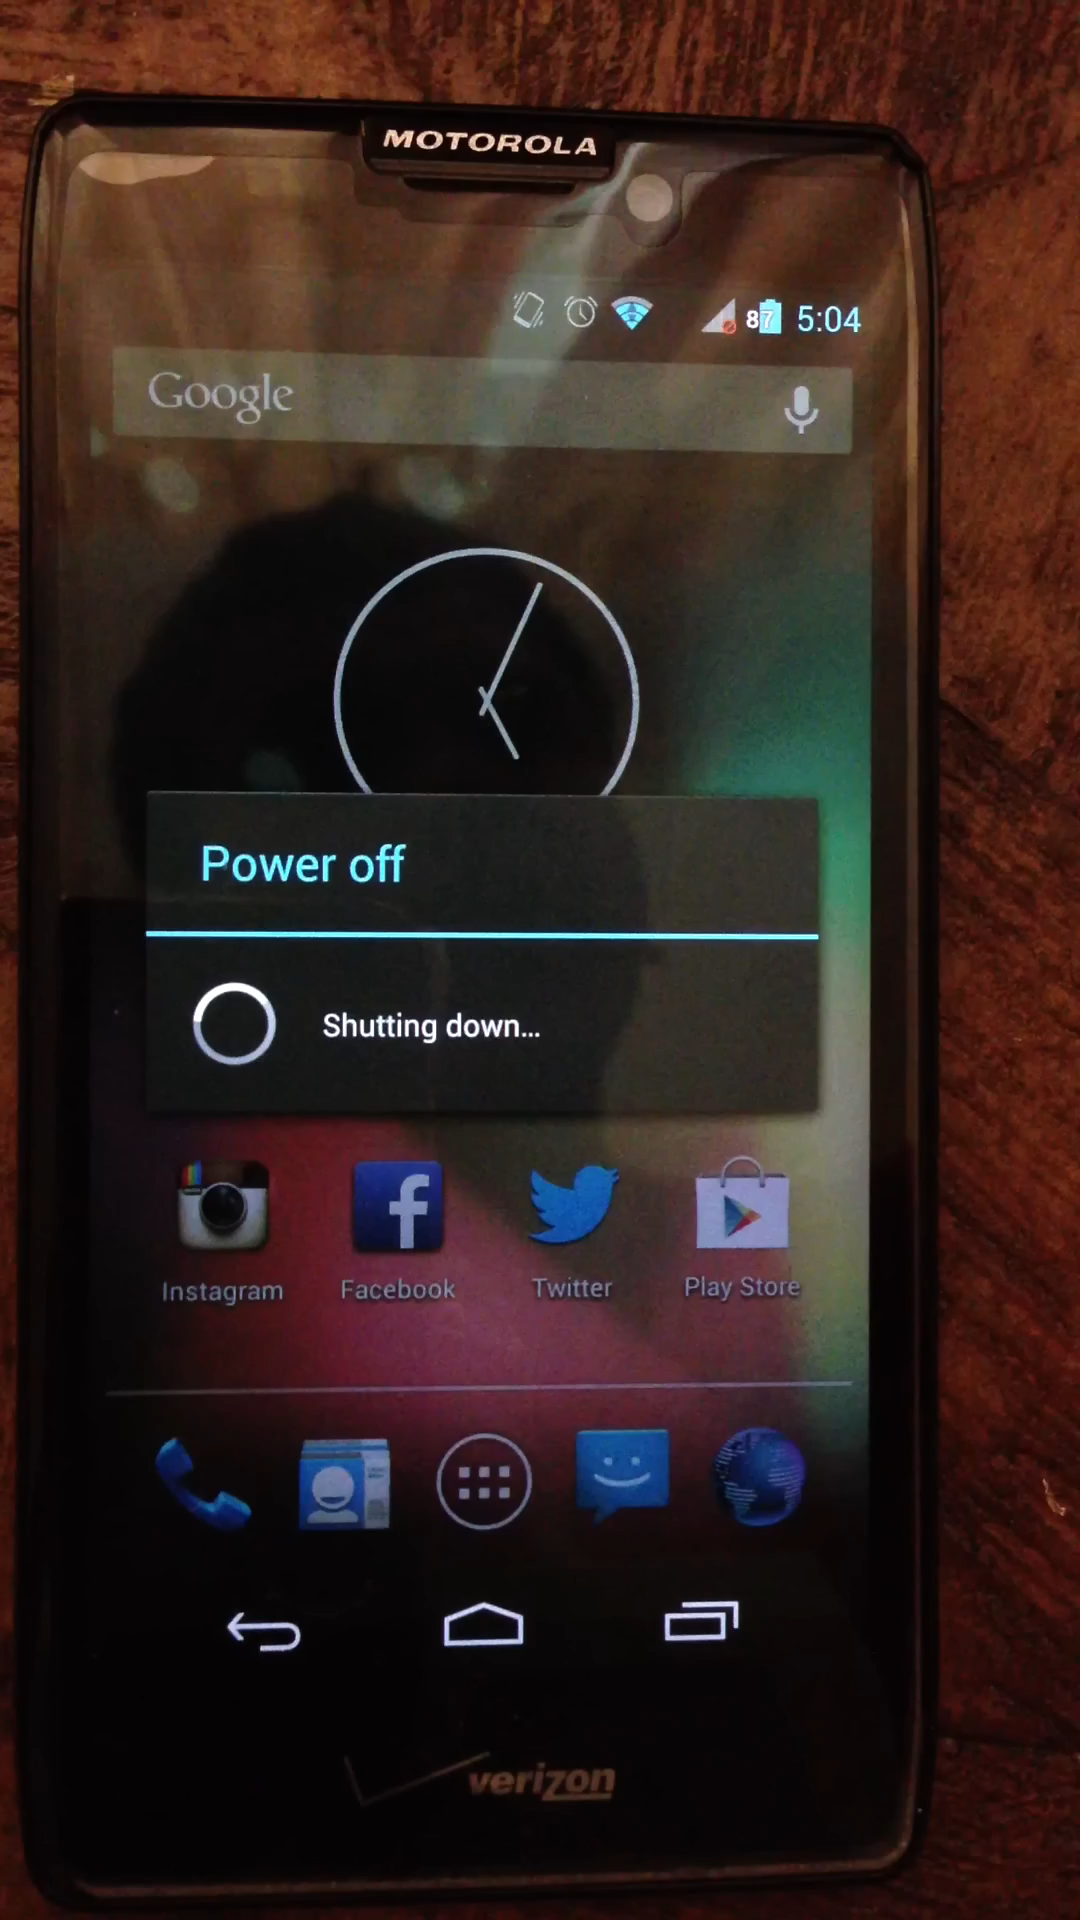 MOTOROLA
87 5:04
Google
Power off
Shutting down...
Instagram Facebook Twitter Play Store
verizon